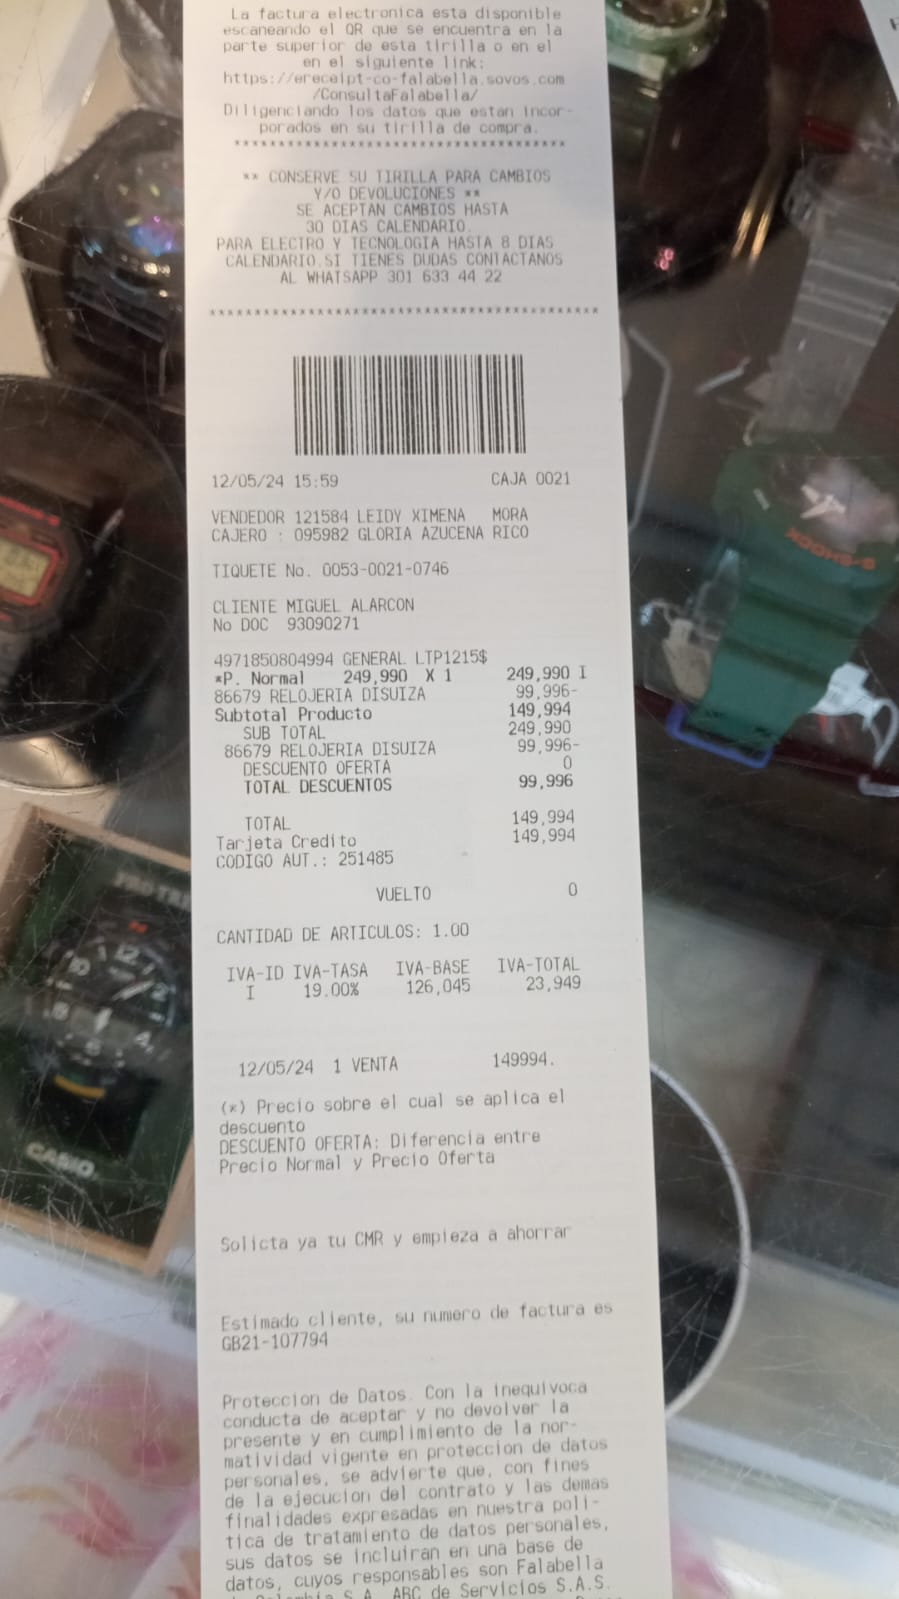 La factura electronica esta disponible
escaneando el QR que se encuentra en la
parte superior de esta tirilla o en el
en el siguiente link:
https://ereceipt-co-falabella.sovos.com
/ConsultaFalabella/
Diligenciando los datos que estan incor-
porados en su tirilla de compra.
***************************************
** CONSERVE SU TIRILLA PARA CAMBIOS
Y/O DEVOLUCIONES **
SE ACEPTAN CAMBIOS HASTA
30 DIAS CALENDARIO.
PARA ELECTRO Y TECNOLOGIA HASTA 8 DIAS
CALENDARIO.SI TIENES DUDAS CONTACTANOS
AL WHATSAPP 301 633 44 22
***************************************
12/05/24 15:59 CAJA 0021
VENDEDOR 121584 LEIDY XIMENA MORA
CAJERO : 095982 GLORIA AZUCENA RICO
TIQUETE No. 0053-0021-0746
CLIENTE MIGUEL ALARCON
No DOC 93090271
4971850804994 GENERAL LTP1215$
*P. Normal 249,990 X 1 249,990 I
86679 RELOJERIA DISUIZA 99,996-
Subtotal Producto 149,994
SUB TOTAL 249,990
86679 RELOJERIA DISUIZA 99,996-
DESCUENTO OFERTA 0
TOTAL DESCUENTOS 99,996
TOTAL 149,994
Tarjeta Credito 149,994
CODIGO AUT.: 251485
VUELTO 0
CANTIDAD DE ARTICULOS: 1.00
IVA-ID IVA-TASA IVA-BASE IVA-TOTAL
I 19.00% 126,045 23,949
12/05/24 1 VENTA 149994.
(*) Precio sobre el cual se aplica el
descuento
DESCUENTO OFERTA: Diferencia entre
Precio Normal y Precio Oferta
Solicta ya tu CMR y empieza a ahorrar
Estimado cliente, su numero de factura es
GB21-107794
Proteccion de Datos. Con la inequivoca
conducta de aceptar y no devolver la
presente y en cumplimiento de la nor-
matividad vigente en proteccion de datos
personales, se advierte que, con fines
de la ejecucion del contrato y las demas
finalidades expresadas en nuestra poli-
tica de tratamiento de datos personales,
sus datos se incluiran en una base de
datos, cuyos responsables son Falabella
S.A. ABC de Servicios S.A.S.
G-SHOCK
CASIO